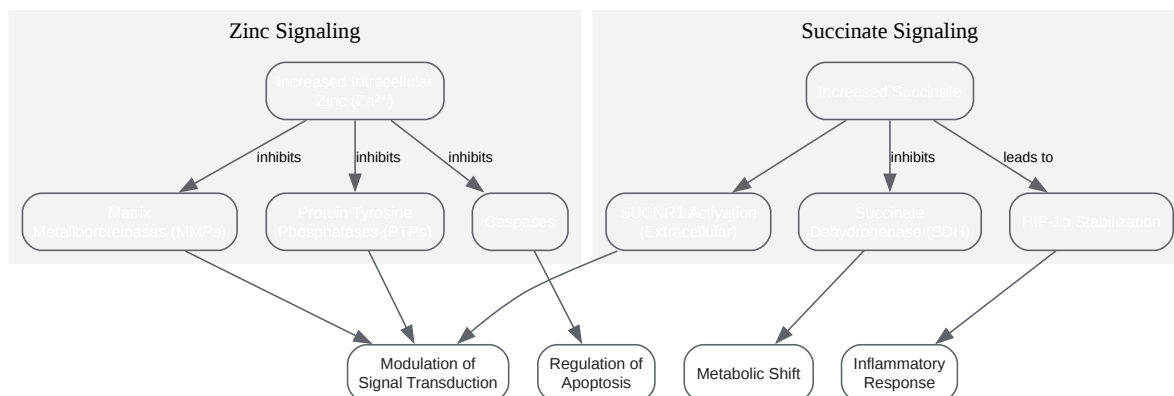 Zinc Signaling
Succinate Signaling
Increased Intracellular
Zinc (Zn²⁺)
Increased Succinate
inhibits
inhibits
inhibits
inhibits
leads to
Matrix
Metalloproteinases (MMPs)
Protein Tyrosine
Phosphatases (PTPs)
Caspases
SUCNR1 Activation
(Extracellular)
Succinate
Dehydrogenase (SDH)
HIF-1α Stabilization
Modulation of
Signal Transduction
Regulation of
Apoptosis
Metabolic Shift
Inflammatory
Response